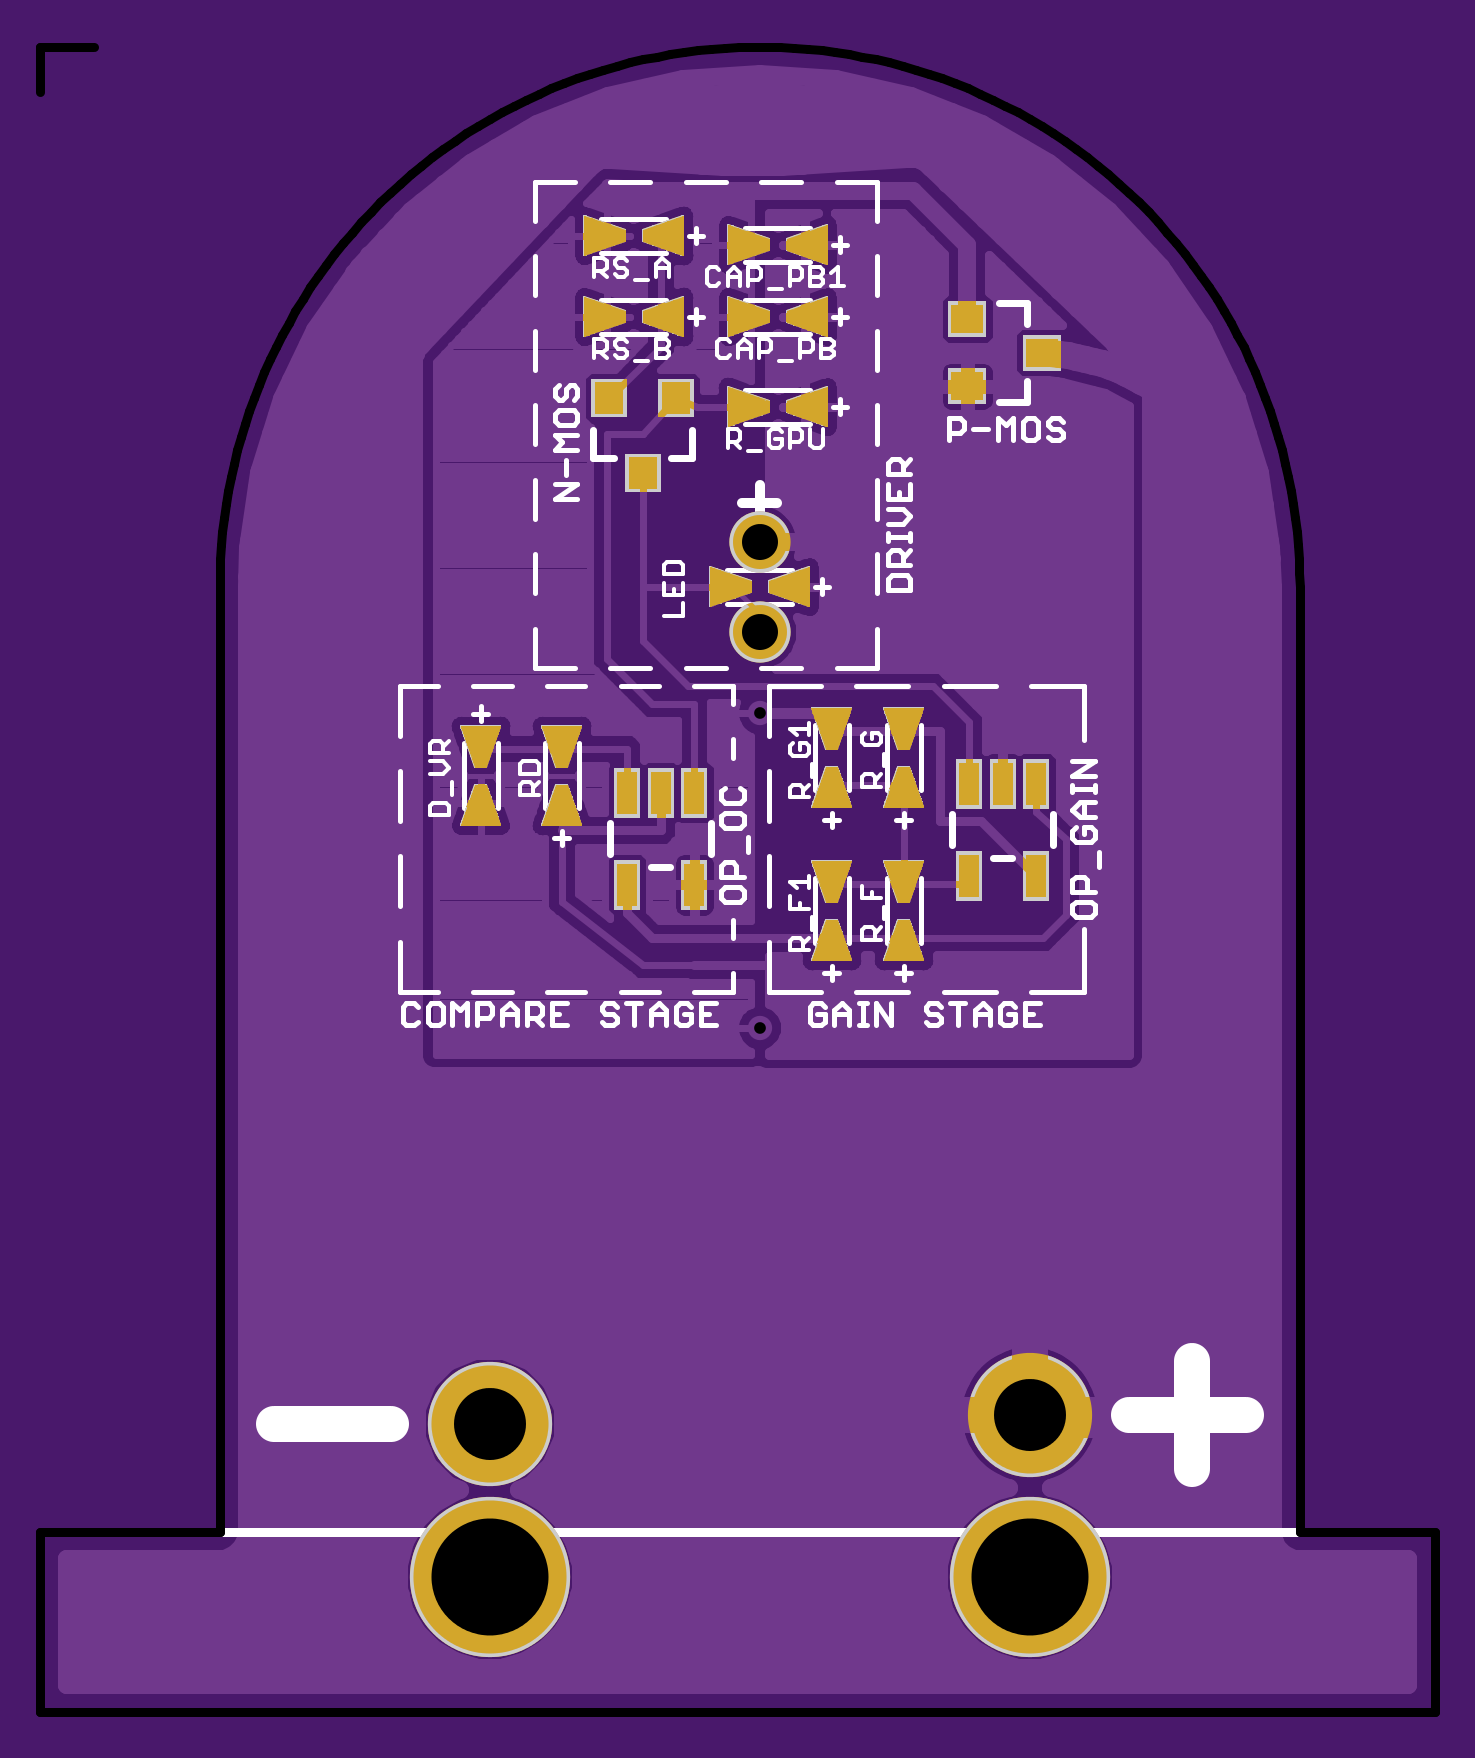 RS_A
CAP_PB1
RS_B
CAP_PB
N-MOS
R_GPU
P-MOS
DRIVER
LED
D_VR
RD
OP_OC
R_G1
R_G
OP_GAIN
R_F1
R_F
COMPARE STAGE
GAIN STAGE